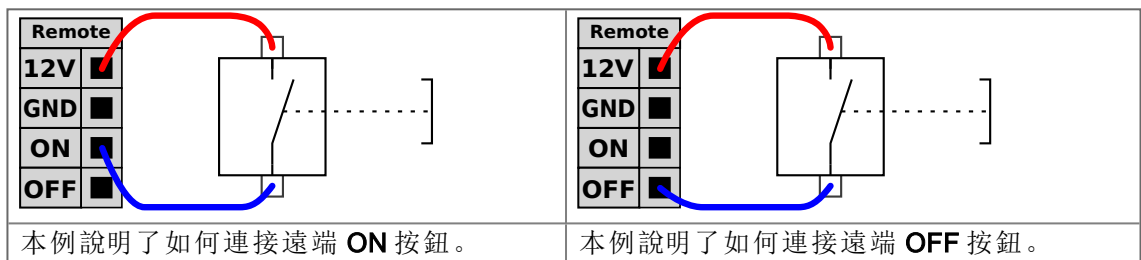 Remote
12V
GND
ON
OFF
本例說明了如何連接遠端 ON 按鈕。
Remote
12V
GND
ON
OFF
本例說明了如何連接遠端 OFF 按鈕。